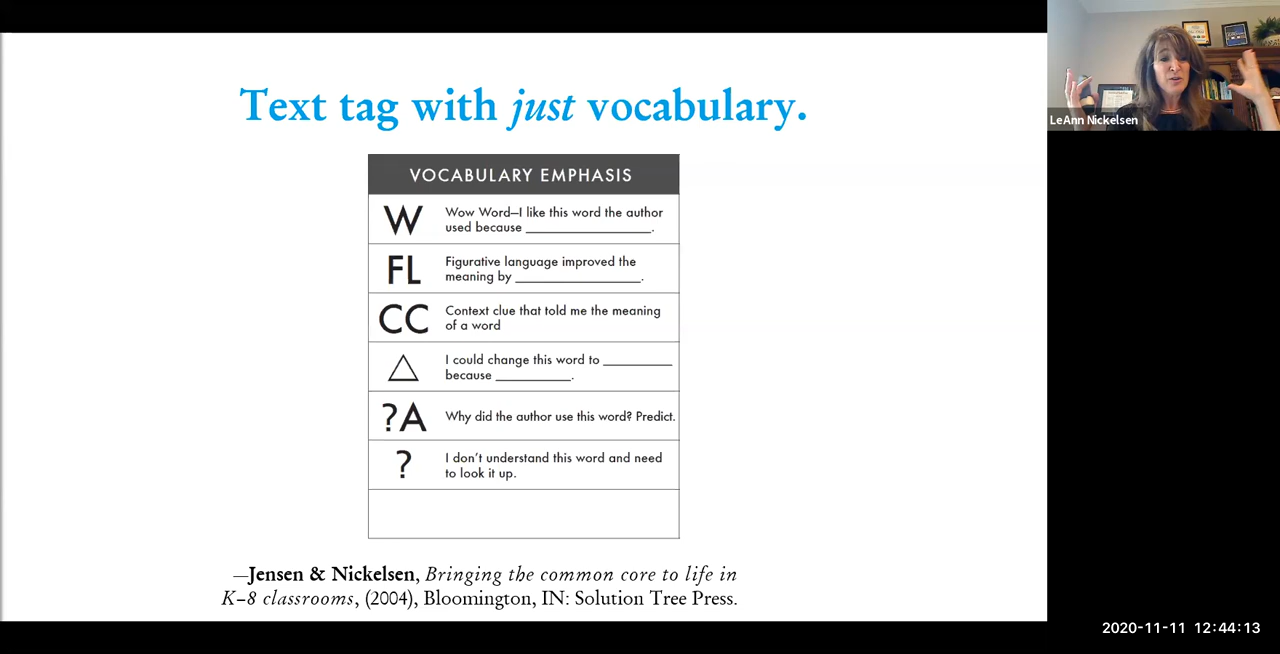 Text tag with just vocabulary.
VOCABULARY EMPHASIS
W
Wow Word—I like this word the author
used because ____________________.
FL
Figurative language improved the
meaning by ____________________.
CC
Context clue that told me the meaning
of a word
△
I could change this word to ___________
because ____________.
?A
Why did the author use this word? Predict.
?
I don’t understand this word and need
to look it up.
—Jensen & Nickelsen, Bringing the common core to life in
K–8 classrooms, (2004), Bloomington, IN: Solution Tree Press.
LeAnn Nickelsen
2020-11-11 12:44:13